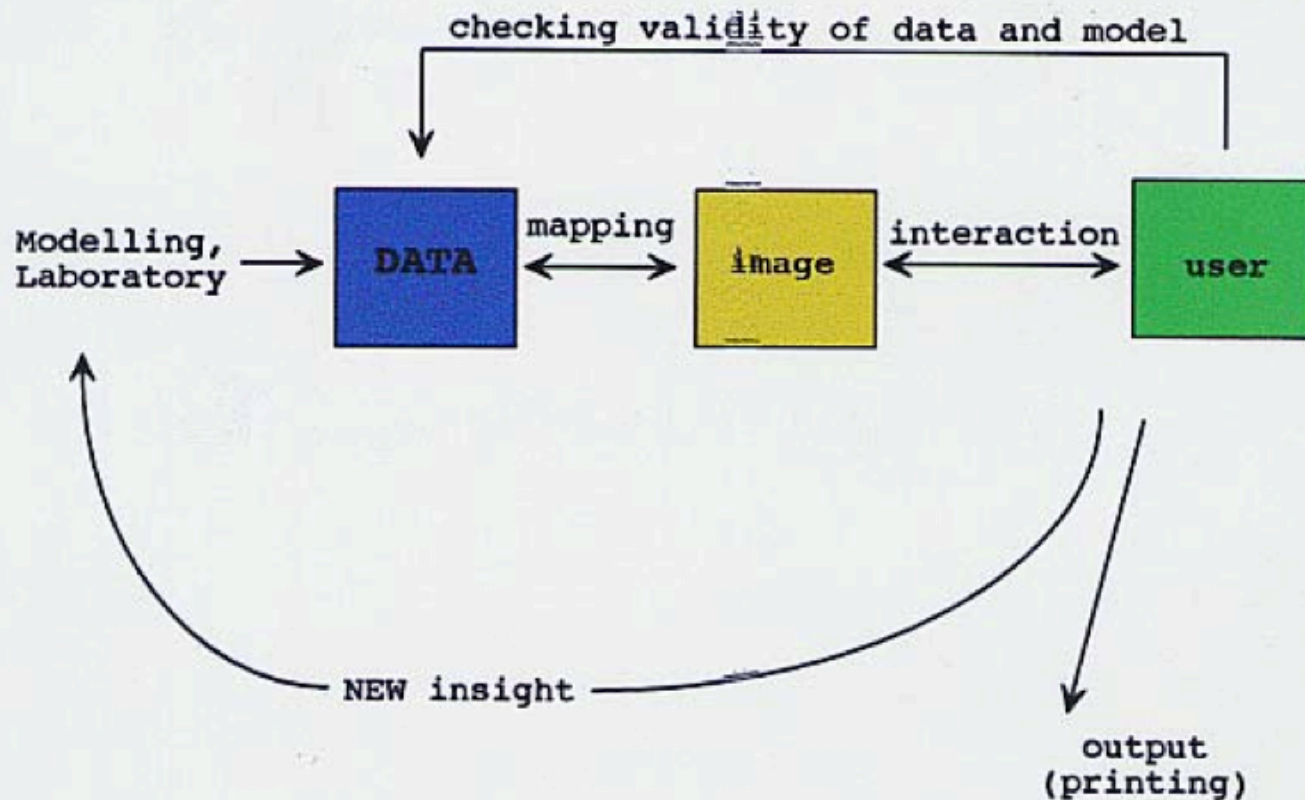 checking validity of data and model
Modelling,
Laboratory
DATA
mapping
image
interaction
user
NEW insight
output
(printing)